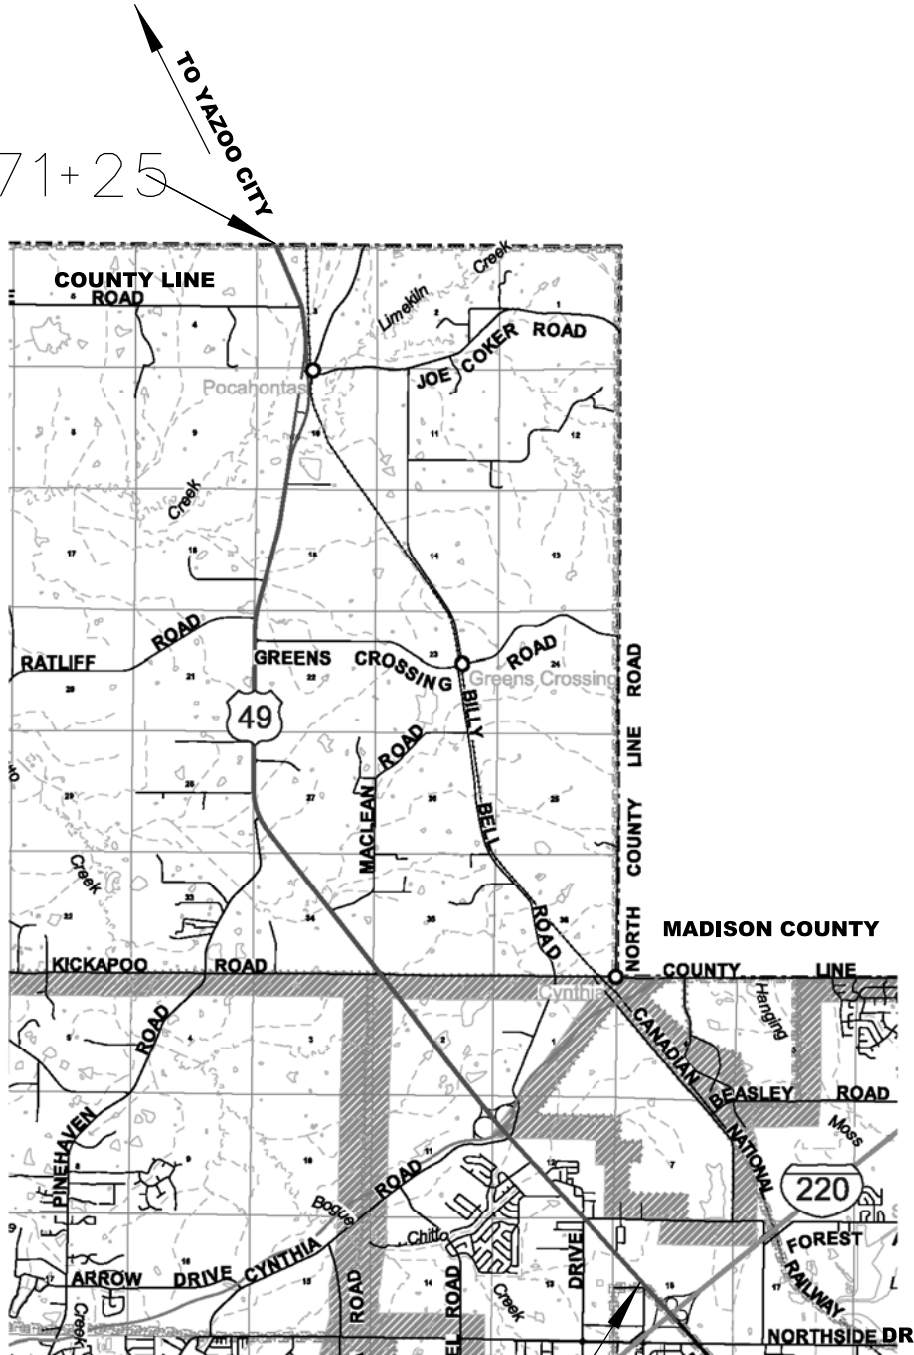 TO YAZOO CITY
71+25
COUNTY LINE
ROAD
Creek
Limekiln
JOE COKER ROAD
Pocahontas
Creek
ROAD
RATLIFF
GREENS CROSSING ROAD
Greens Crossing
49
BILLY
BELL
ROAD
MACLEAN
ROAD
NORTH COUNTY LINE ROAD
Creek
MADISON COUNTY
KICKAPOO ROAD
COUNTY LINE
Cynthia
Hanging
Moss
CANADIAN
NATIONAL
RAILWAY
BEASLEY ROAD
PINEHAVEN
ROAD
220
Bogue
Chitto
Creek
CYNTHIA
ROAD
ARROW DRIVE
Creek
ROAD
ROAD
DRIVE
FOREST
NORTHSIDE DR